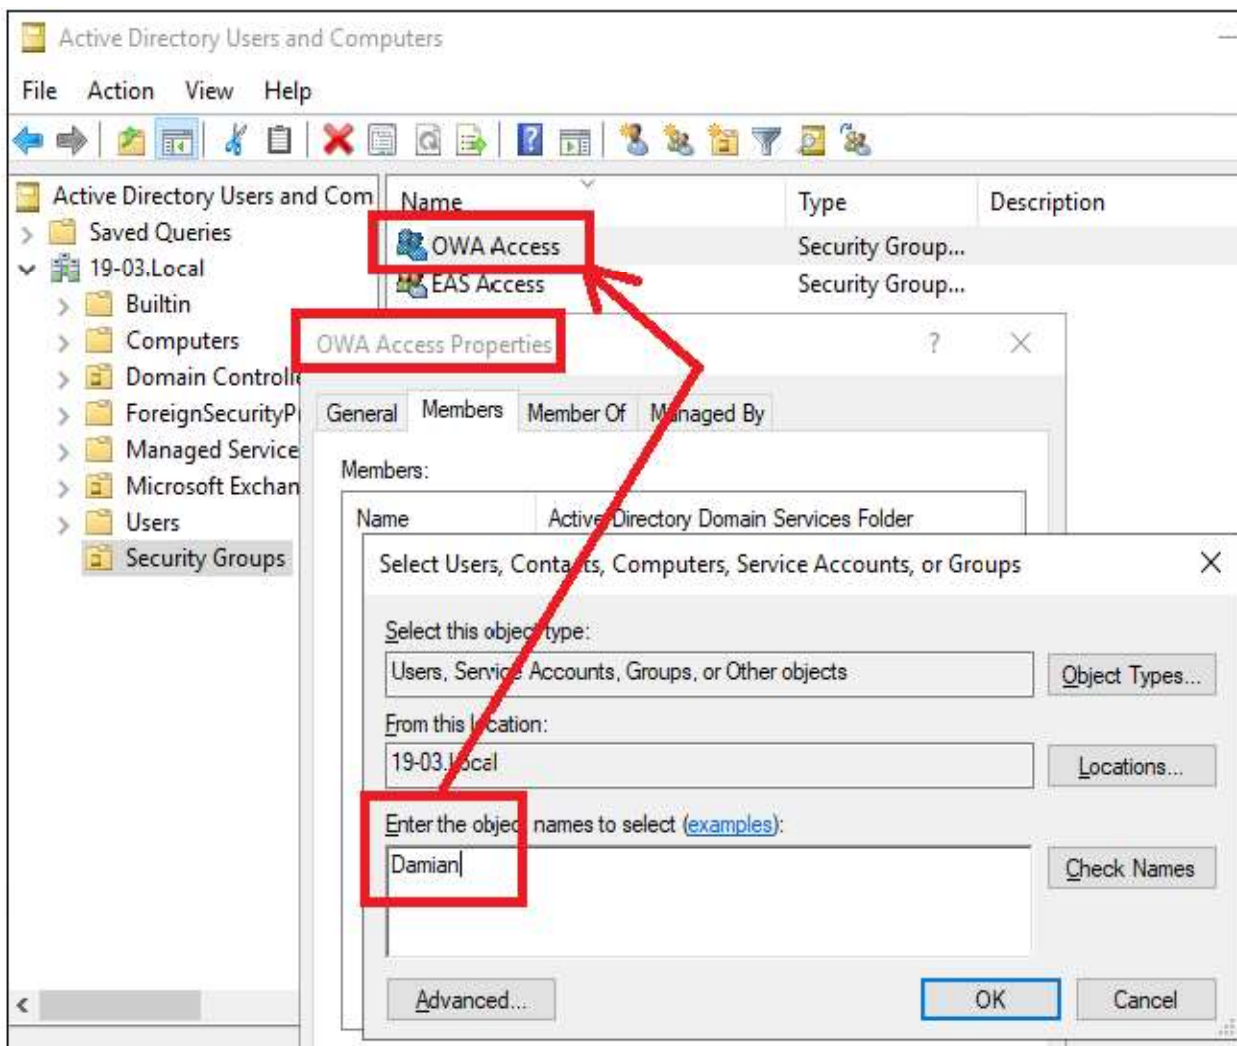 Active Directory Users and Computers
File Action View Help
Active Directory Users and Com
Saved Queries
19-03.Local
Builtin
Computers
Domain Controlle
ForeignSecurityP
Managed Service
Microsoft Exchan
Users
Security Groups
Name Type Description
OWA Access Security Group...
EAS Access Security Group...
OWA Access Properties
General Members Member Of Managed By
Members:
Name Active Directory Domain Services Folder
Select Users, Contacts, Computers, Service Accounts, or Groups
Select this object type:
Users, Service Accounts, Groups, or Other objects
Object Types...
From this location:
19-03.Local
Locations...
Enter the object names to select (examples):
Damian
Check Names
Advanced...
OK
Cancel